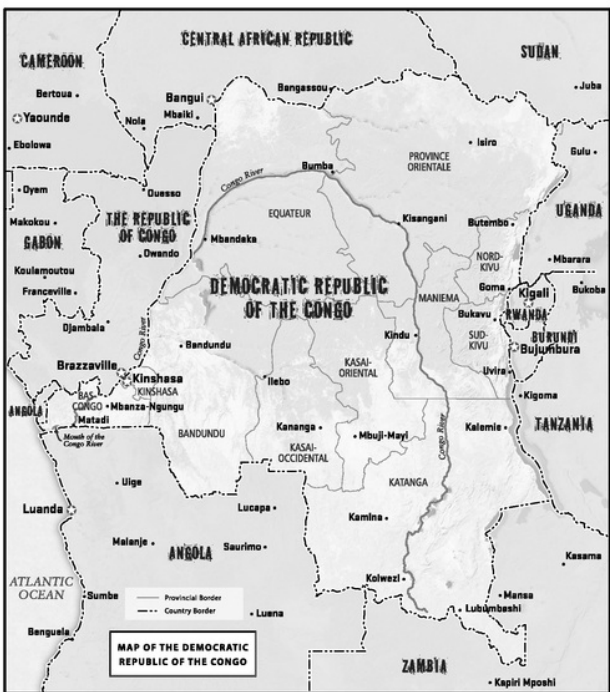 CENTRAL AFRICAN REPUBLIC
SUDAN
CAMEROON
Bertoua
Bangui
Bangassou
Juba
Yaounde
Nola
Mbaiki
Ebolowa
Isiro
Gulu
Bumba
PROVINCE
ORIENTALE
Congo River
Oyem
Ouesso
EQUATEUR
Makokou
THE REPUBLIC
OF CONGO
Kisangani
Butembo
UGANDA
GABON
Mbandaka
Owando
NORD-
KIVU
Mbarara
Koulamoutou
Franceville
DEMOCRATIC REPUBLIC
OF THE CONGO
MANIEMA
Goma
Kigali
Bukoba
RWANDA
Djambala
Bukavu
Congo River
Bandundu
Kindu
SUD-
KIVU
BURUNDI
Bujumbura
KASAI-
ORIENTAL
Brazzaville
Kinshasa
Ilebo
Uvira
KINSHASA
Kigoma
ANGOLA
BAS-
CONGO
Mbanza-Ngungu
Matadi
Mouth of the
Congo River
BANDUNDU
Kananga
Mbuji-Mayi
Congo River
Kalemie
TANZANIA
KASAI-
OCCIDENTAL
KATANGA
Uige
Luanda
Lucapa
Kamina
Malanje
ANGOLA
Saurimo
Kasama
Kolwezi
ATLANTIC
OCEAN
Sumbe
Provincial Border
Country Border
Luena
Mansa
Lubumbashi
Benguela
MAP OF THE DEMOCRATIC
REPUBLIC OF THE CONGO
ZAMBIA
Kapiri Mposhi